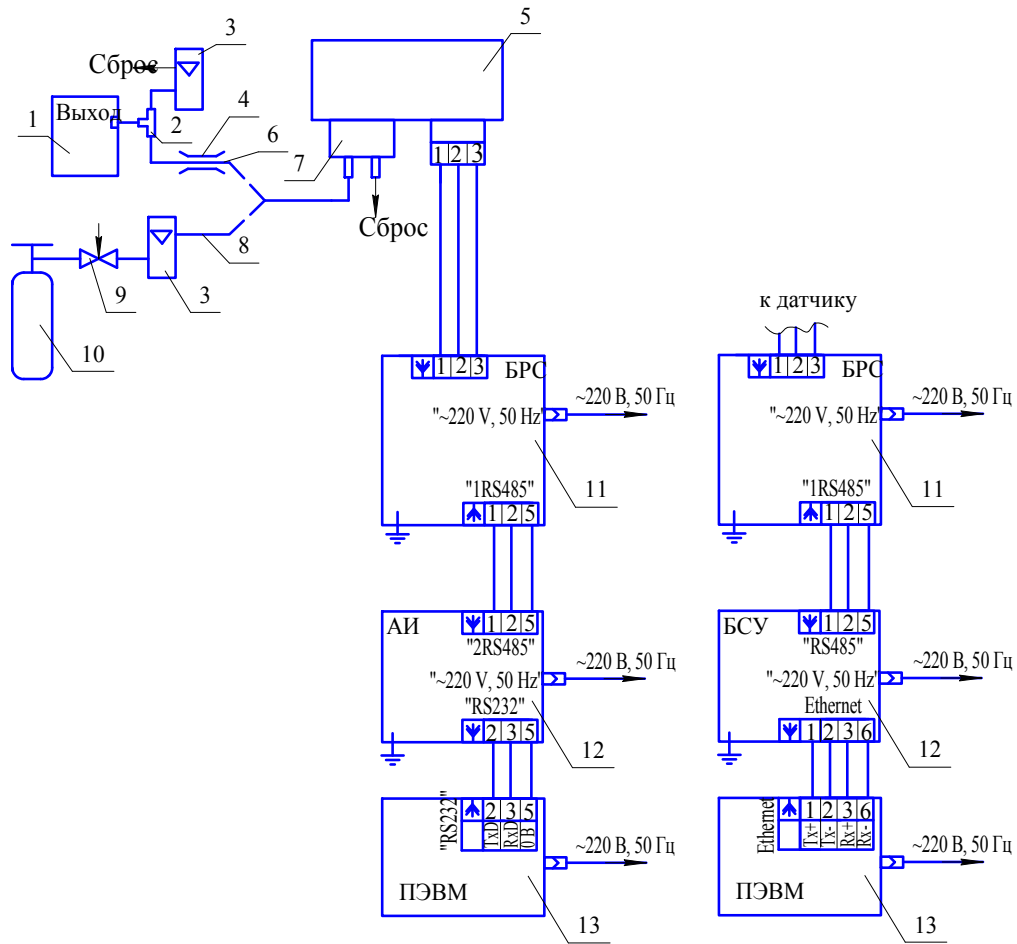 3
5
Сброс
Выход
4
1
2
6
7
1 2 3
Сброс
8
9
3
10
к датчику
1 2 3
БРС
~220 В, 50 Гц
"~220 V, 50 Hz"
11
"1RS485"
1 2 5
1 2 3
БРС
~220 В, 50 Гц
"~220 V, 50 Hz"
11
"1RS485"
1 2 5
АИ
1 2 5
"2RS485"
~220 В, 50 Гц
"~220 V, 50 Hz"
"RS232"
2 3 5
12
БСУ
1 2 5
"RS485"
~220 В, 50 Гц
"~220 V, 50 Hz"
Ethernet
1 2 3 6
12
"RS232"
2 3 5
TxD RxD 0 В
~220 В, 50 Гц
ПЭВМ
13
Ethernet
1 2 3 6
Tx+ Tx- Rx+ Rx-
~220 В, 50 Гц
ПЭВМ
13